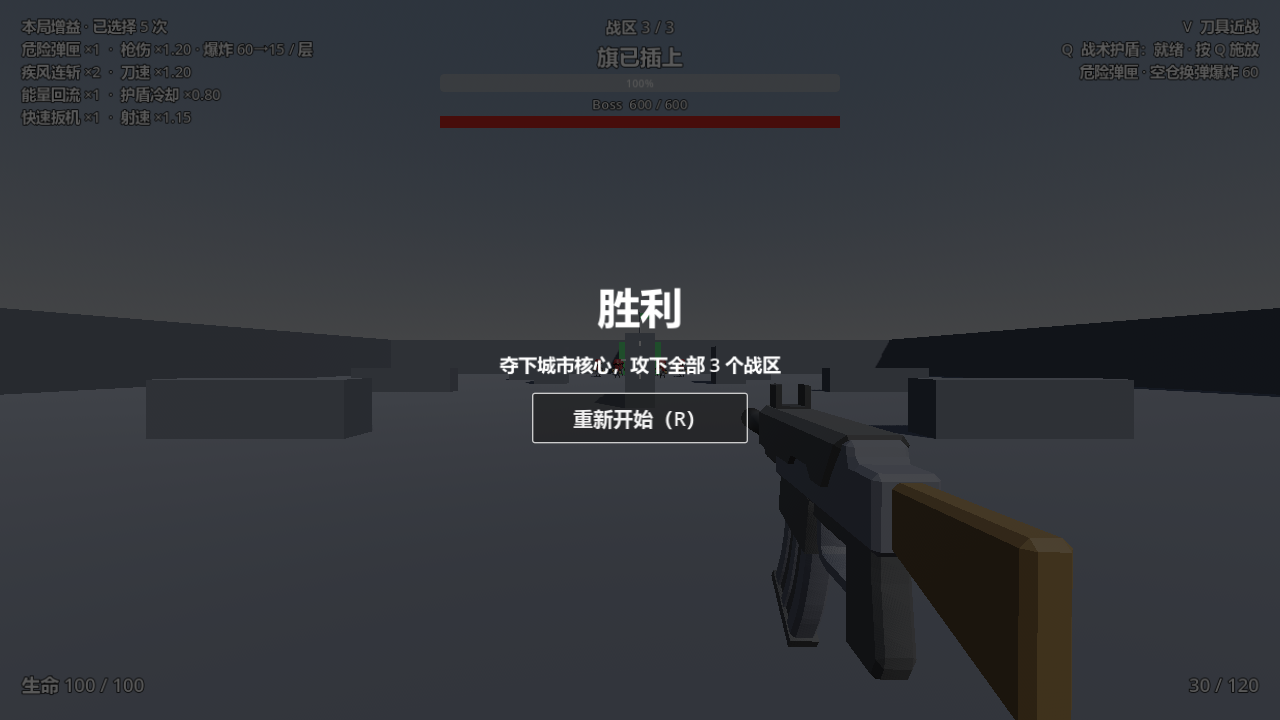 本局增益 · 已选择 5 次
危险弹匣 ×1 · 枪伤 ×1.20 · 爆炸 60→15 / 层
疾风连斩 ×2 · 刀速 ×1.20
能量回流 ×1 · 护盾冷却 ×0.80
快速扳机 ×1 · 射速 ×1.15
战区 3 / 3
旗已插上
100%
Boss 600 / 600
V 刀具近战
Q 战术护盾：就绪 · 按 Q 施放
危险弹匣 · 空仓换弹爆炸 60
胜利
夺下城市核心，攻下全部 3 个战区
重新开始（R）
生命 100 / 100
30 / 120